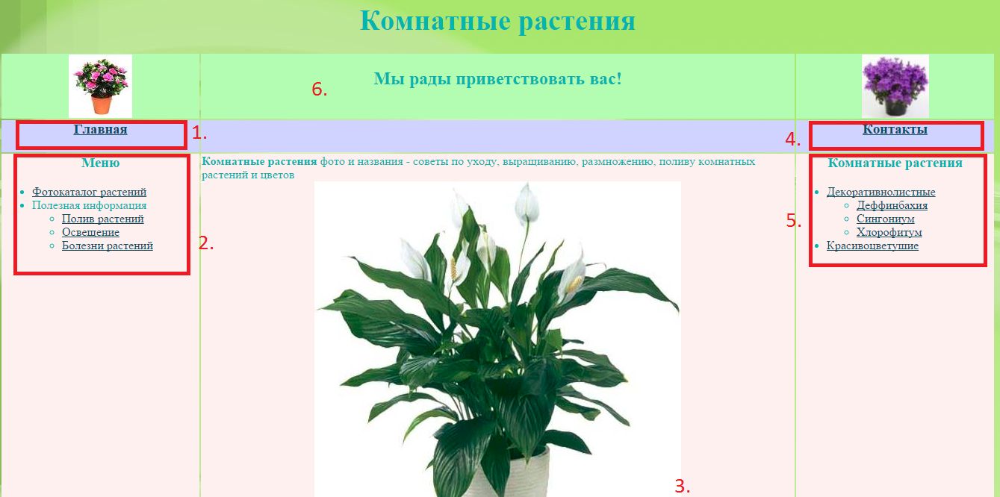 Комнатные растения
6.
Мы рады приветствовать вас!
Главная
1.
4.
Контакты
Меню
Фотокаталог растений
Полезная информация
Полив растений
Освещение
Болезни растений
2.
Комнатные растения фото и названия - советы по уходу, выращиванию, размножению, поливу комнатных
растений и цветов
3.
Комнатные растения
Декоративнолистные
Деффинбахия
Сингониум
Хлорофитум
Красивоцветущие
5.